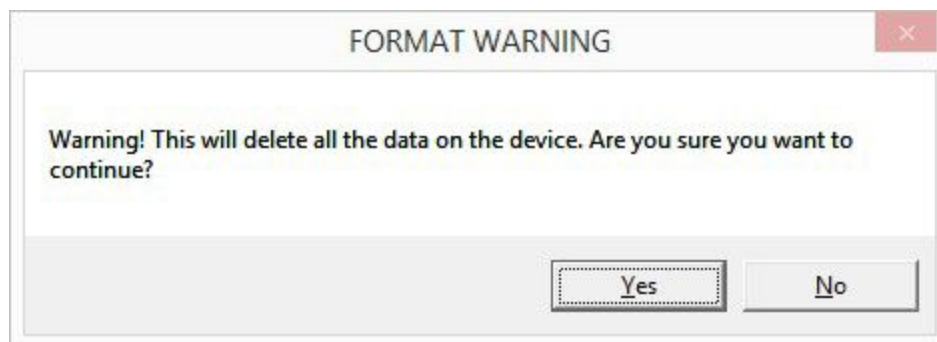 FORMAT WARNING
Warning! This will delete all the data on the device. Are you sure you want to
continue?
Yes
No